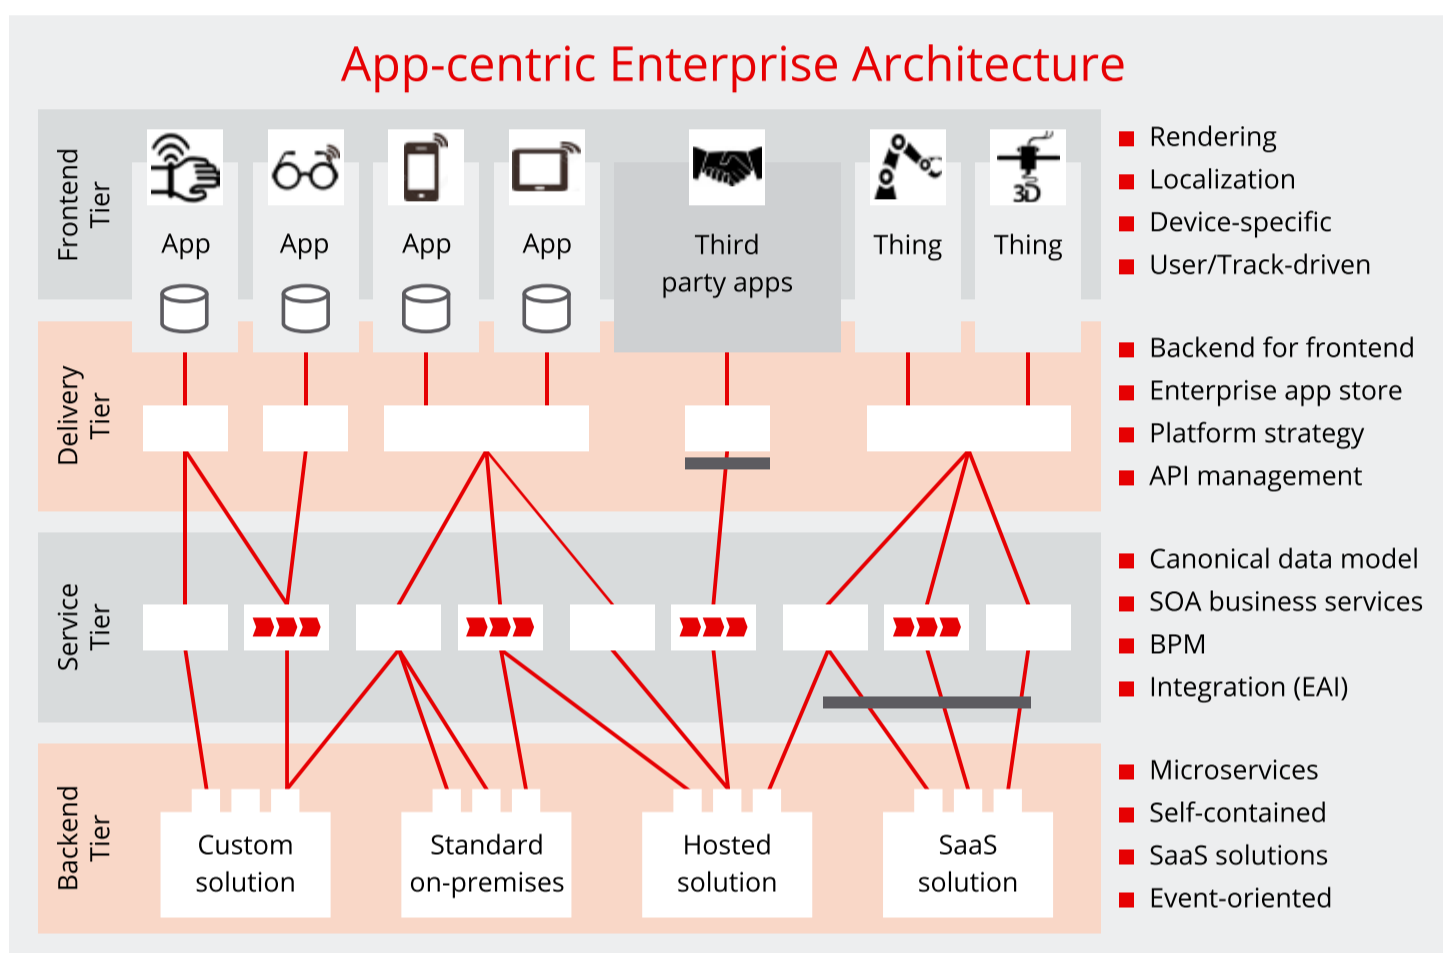 App-centric Enterprise Architecture
Frontend
Tier
App
App
App
App
Third
party apps
Thing
3D
Thing
Rendering
Localization
Device-specific
User/Track-driven
Delivery
Tier
Backend for frontend
Enterprise app store
Platform strategy
API management
Service
Tier
Canonical data model
SOA business services
BPM
Integration (EAI)
Backend
Tier
Custom
solution
Standard
on-premises
Hosted
solution
SaaS
solution
Microservices
Self-contained
SaaS solutions
Event-oriented